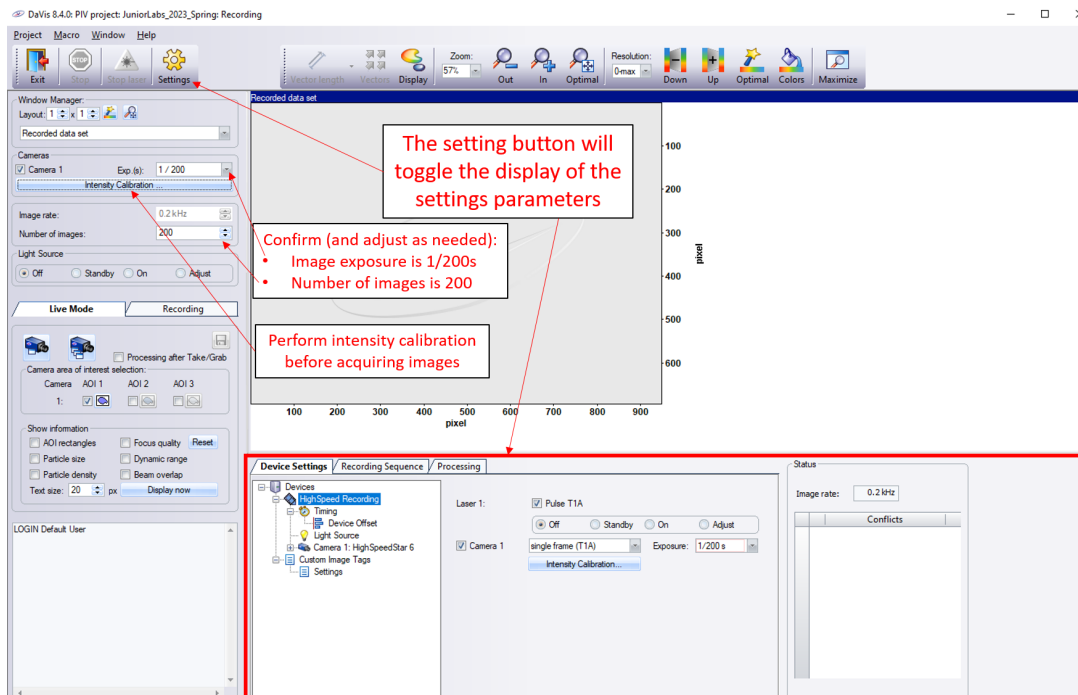 DaVis 8.4.0: PIV project: JuniorLabs_2023_Spring: Recording
Project Macro Window Help
Exit
Stop
Stop laser
Settings
Vector length
Vectors
Display
Zoom:
57%
Out
In
Optimal
Resolution:
0-max
Down
Up
Optimal
Colors
Maximize
Window Manager:
Layout: 1 x 1
Recorded data set
Cameras
Camera 1 Exp.(s): 1 / 200
Intensity Calibration ...
Image rate: 0.2 kHz
Number of images: 200
Light Source
Off Standby On Adjust
Live Mode Recording
Processing after Take/Grab
Camera area of interest selection:
Camera AOI 1 AOI 2 AOI 3
1:
Show information
AOI rectangles Focus quality Reset
Particle size Dynamic range
Particle density Beam overlap
Text size: 20 px Display now
LOGIN Default User
Recorded data set
The setting button will
toggle the display of the
settings parameters
Confirm (and adjust as needed):
• Image exposure is 1/200s
• Number of images is 200
Perform intensity calibration
before acquiring images
100
200
300
400
500
600
pixel
100 200 300 400 500 600 700 800 900
pixel
Device Settings Recording Sequence Processing
Devices
HighSpeed Recording
Timing
Device Offset
Light Source
Camera 1: HighSpeedStar 6
Custom Image Tags
Settings
Laser 1: Pulse T1A
Off Standby On Adjust
Camera 1 single frame (T1A) Exposure: 1/200 s
Intensity Calibration...
Status
Image rate: 0.2 kHz
Conflicts